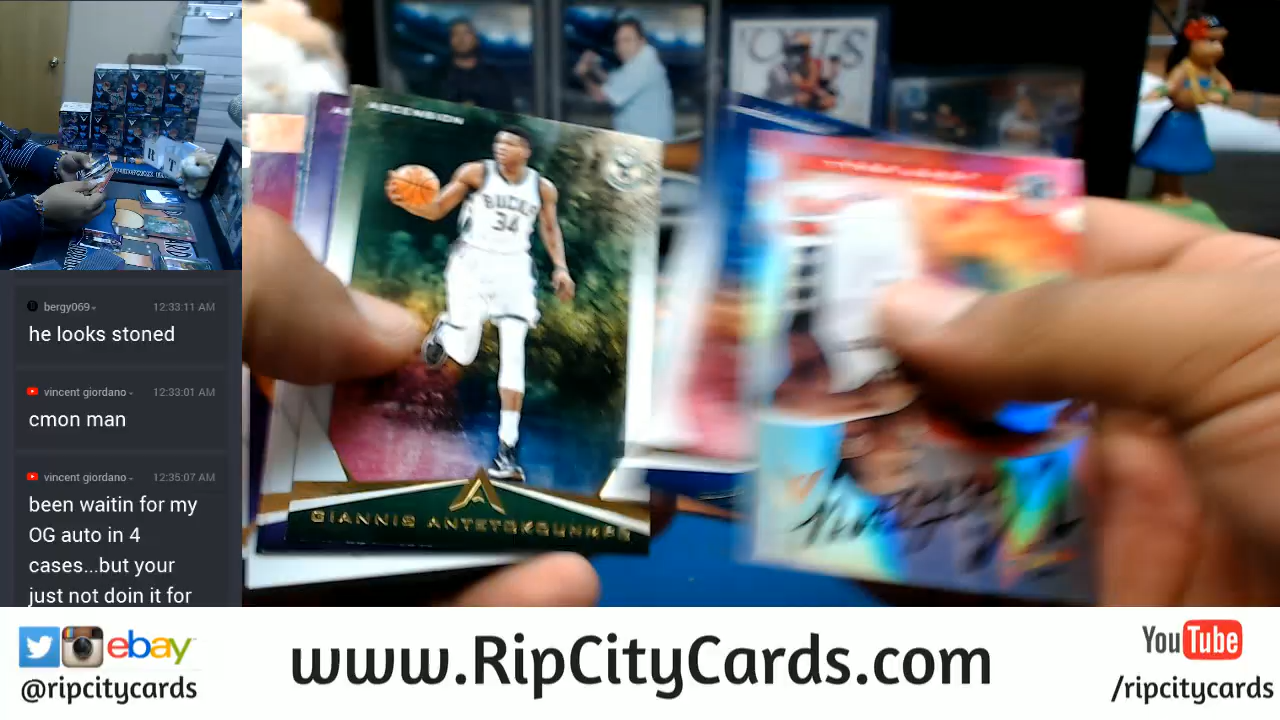 bergy069
12:33:11 AM
he looks stoned
vincent giordano
12:33:01 AM
cmon man
vincent giordano
12:35:07 AM
been waitin for my
OG auto in 4
cases...but your
just not doin it for
ASCENSION
BUCKS
34
GIANNIS ANTETOKOUNMPO
ebay
@ripcitycards
www.RipCityCards.com
YouTube
/ripcitycards